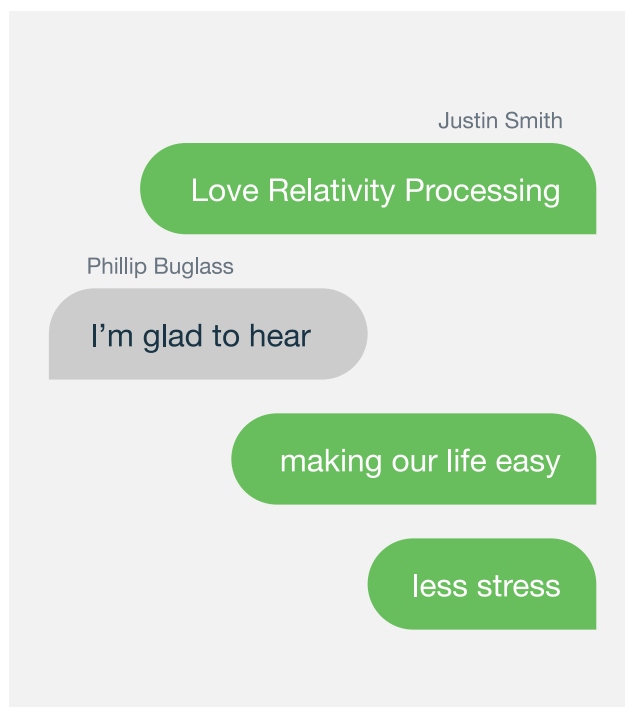 Justin Smith
Love Relativity Processing
Phillip Buglass
I’m glad to hear
making our life easy
less stress